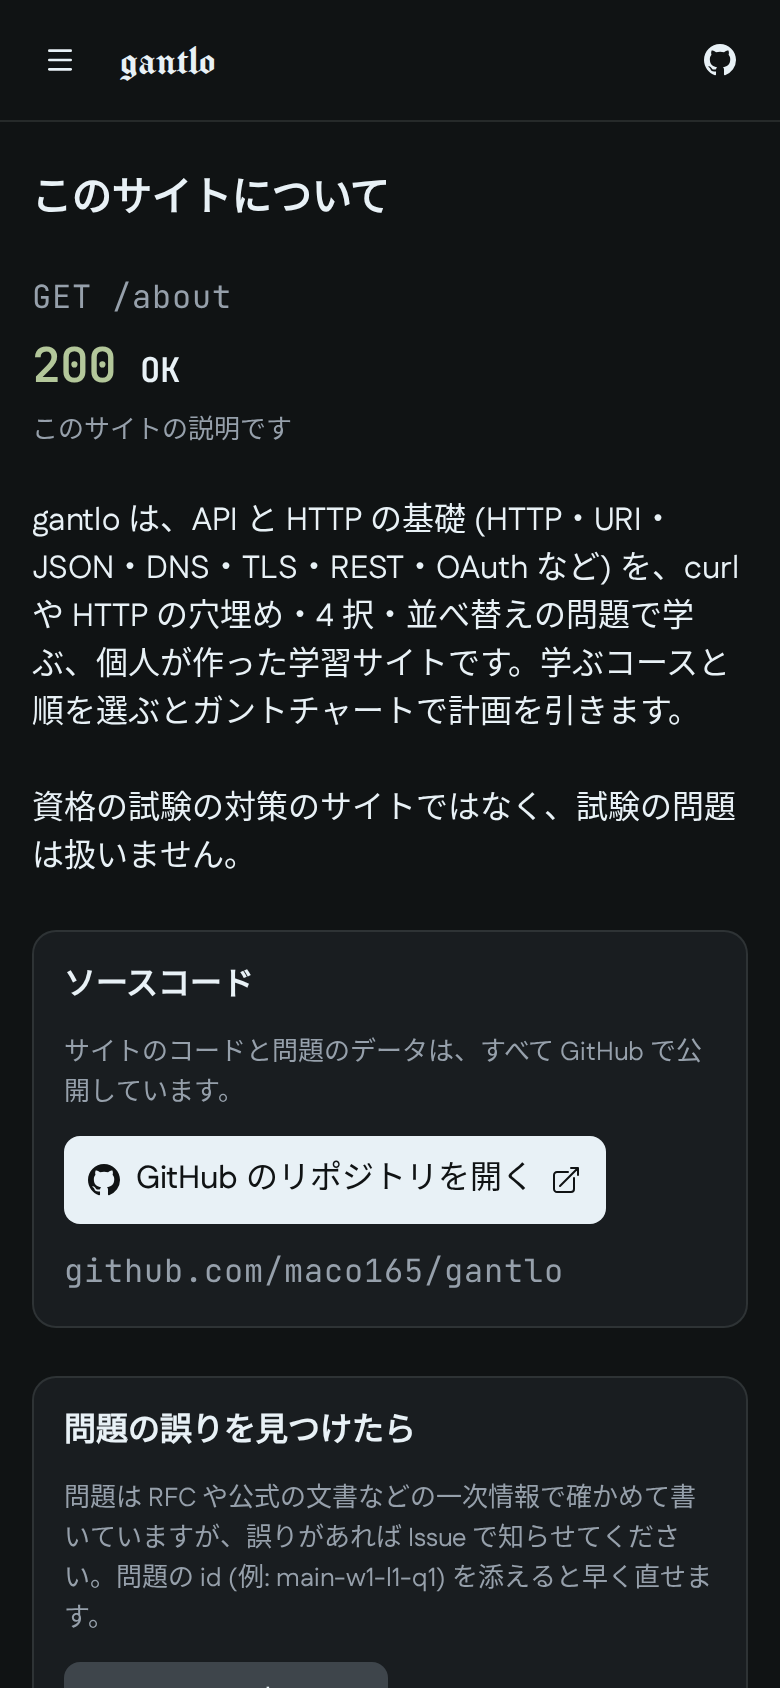 gantlo
このサイトについて
GET /about
200 OK
このサイトの説明です
gantlo は、API と HTTP の基礎 (HTTP・URI・
JSON・DNS・TLS・REST・OAuth など) を、curl
や HTTP の穴埋め・4 択・並べ替えの問題で学
ぶ、個人が作った学習サイトです。学ぶコースと
順を選ぶとガントチャートで計画を引きます。
資格の試験の対策のサイトではなく、試験の問題
は扱いません。
ソースコード
サイトのコードと問題のデータは、すべて GitHub で公
開しています。
GitHub のリポジトリを開く
github.com/maco165/gantlo
問題の誤りを見つけたら
問題は RFC や公式の文書などの一次情報で確かめて書
いていますが、誤りがあれば Issue で知らせてくださ
い。問題の id (例: main-w1-l1-q1) を添えると早く直せま
す。